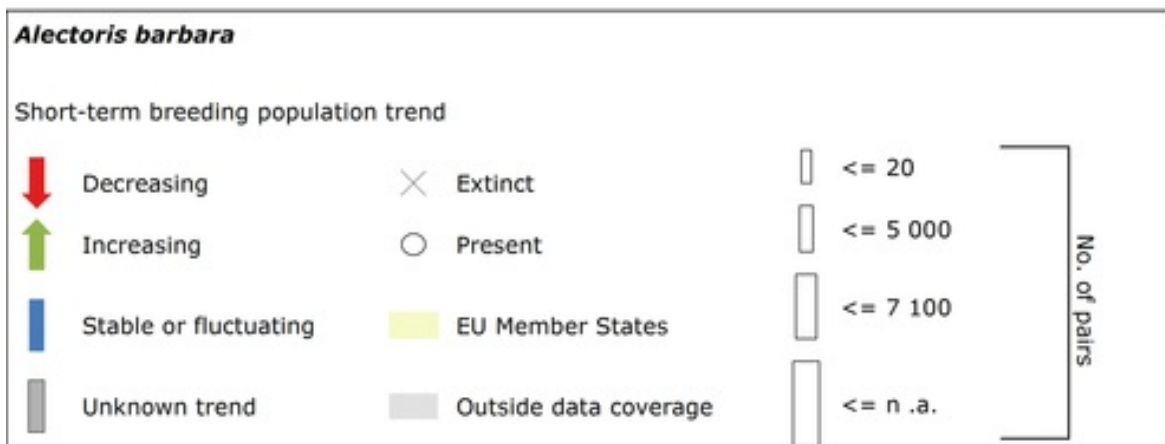 Alectoris barbara
Short-term breeding population trend
Decreasing
Extinct
<= 20
Increasing
Present
<= 5 000
Stable or fluctuating
EU Member States
<= 7 100
Unknown trend
Outside data coverage
<= n .a.
No. of pairs